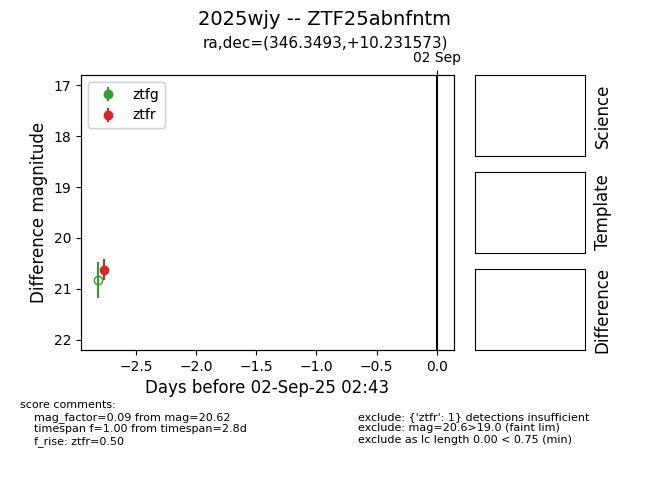 2025wjy -- ZTF25abnfntm
ra,dec=(346.3493,+10.231573)
02 Sep
ztfg
ztfr
17
18
19
20
21
22
Difference magnitude
−2.5
−2.0
−1.5
−1.0
−0.5
0.0
Days before 02-Sep-25 02:43
Science
Template
Difference
score comments:
mag_factor=0.09 from mag=20.62
timespan f=1.00 from timespan=2.8d
f_rise: ztfr=0.50
exclude: {'ztfr': 1} detections insufficient
exclude: mag=20.6>19.0 (faint lim)
exclude as lc length 0.00 < 0.75 (min)